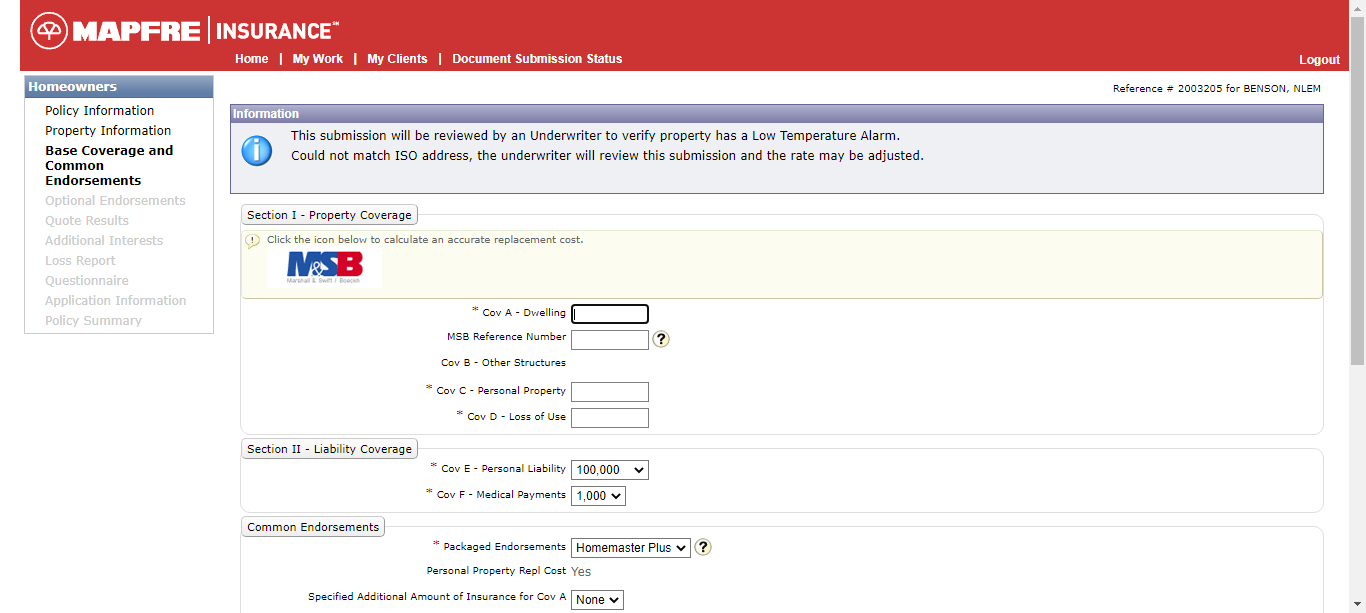 MAPFRE | INSURANCE℠
Home | My Work | My Clients | Document Submission Status
Logout
Reference # 2003205 for BENSON, NLEM
Homeowners
Policy Information
Property Information
Base Coverage and
Common
Endorsements
Optional Endorsements
Quote Results
Additional Interests
Loss Report
Questionnaire
Application Information
Policy Summary
Information
This submission will be reviewed by an Underwriter to verify property has a Low Temperature Alarm.
Could not match ISO address, the underwriter will review this submission and the rate may be adjusted.
Section I - Property Coverage
Click the icon below to calculate an accurate replacement cost.
M&SB
Marshall & Swift / Boeckh
* Cov A - Dwelling
MSB Reference Number ?
Cov B - Other Structures
* Cov C - Personal Property
* Cov D - Loss of Use
Section II - Liability Coverage
* Cov E - Personal Liability 100,000
* Cov F - Medical Payments 1,000
Common Endorsements
* Packaged Endorsements Homemaster Plus ?
Personal Property Repl Cost Yes
Specified Additional Amount of Insurance for Cov A None